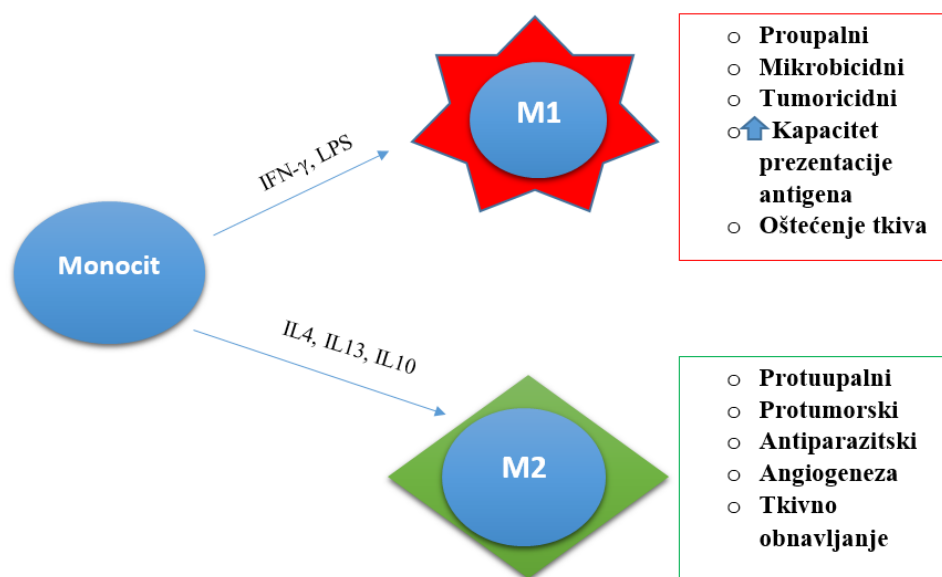 Monocit
IFN-γ, LPS
M1
Proupalni
Mikrobicidni
Tumoricidni
Kapacitet
prezentacije
antigena
Oštećenje tkiva
IL4, IL13, IL10
M2
Protuupalni
Protumorski
Antiparazitski
Angiogeneza
Tkivno
obnavljanje